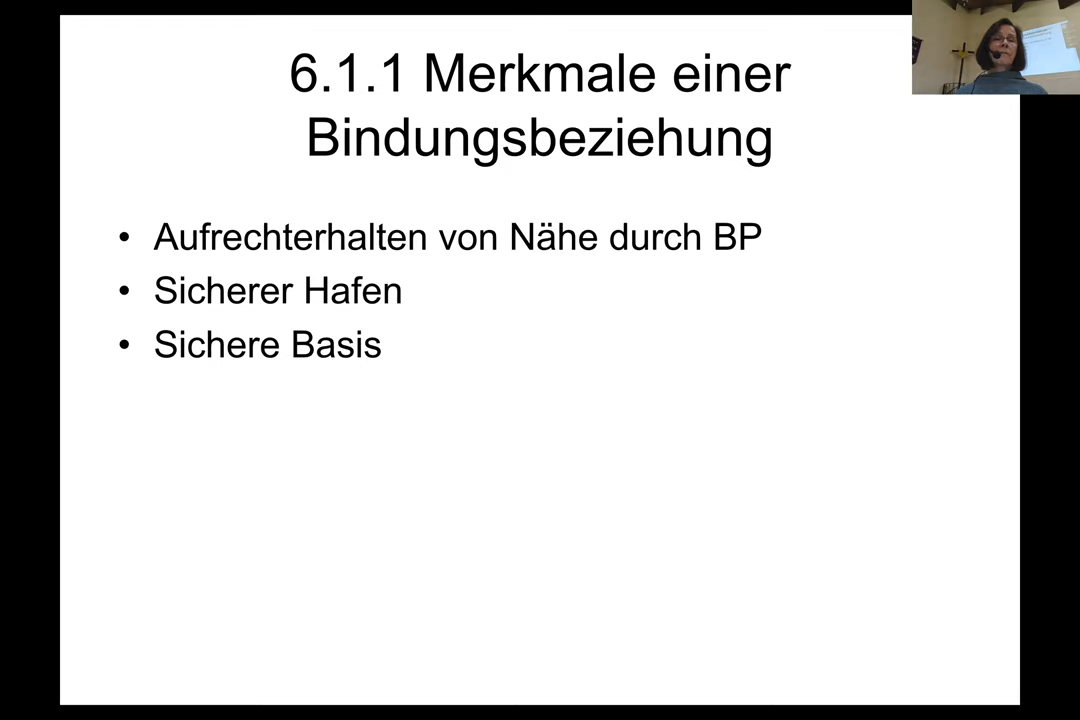 6.1.1 Merkmale einer
Bindungsbeziehung
• Aufrechterhalten von Nähe durch BP
• Sicherer Hafen
• Sichere Basis